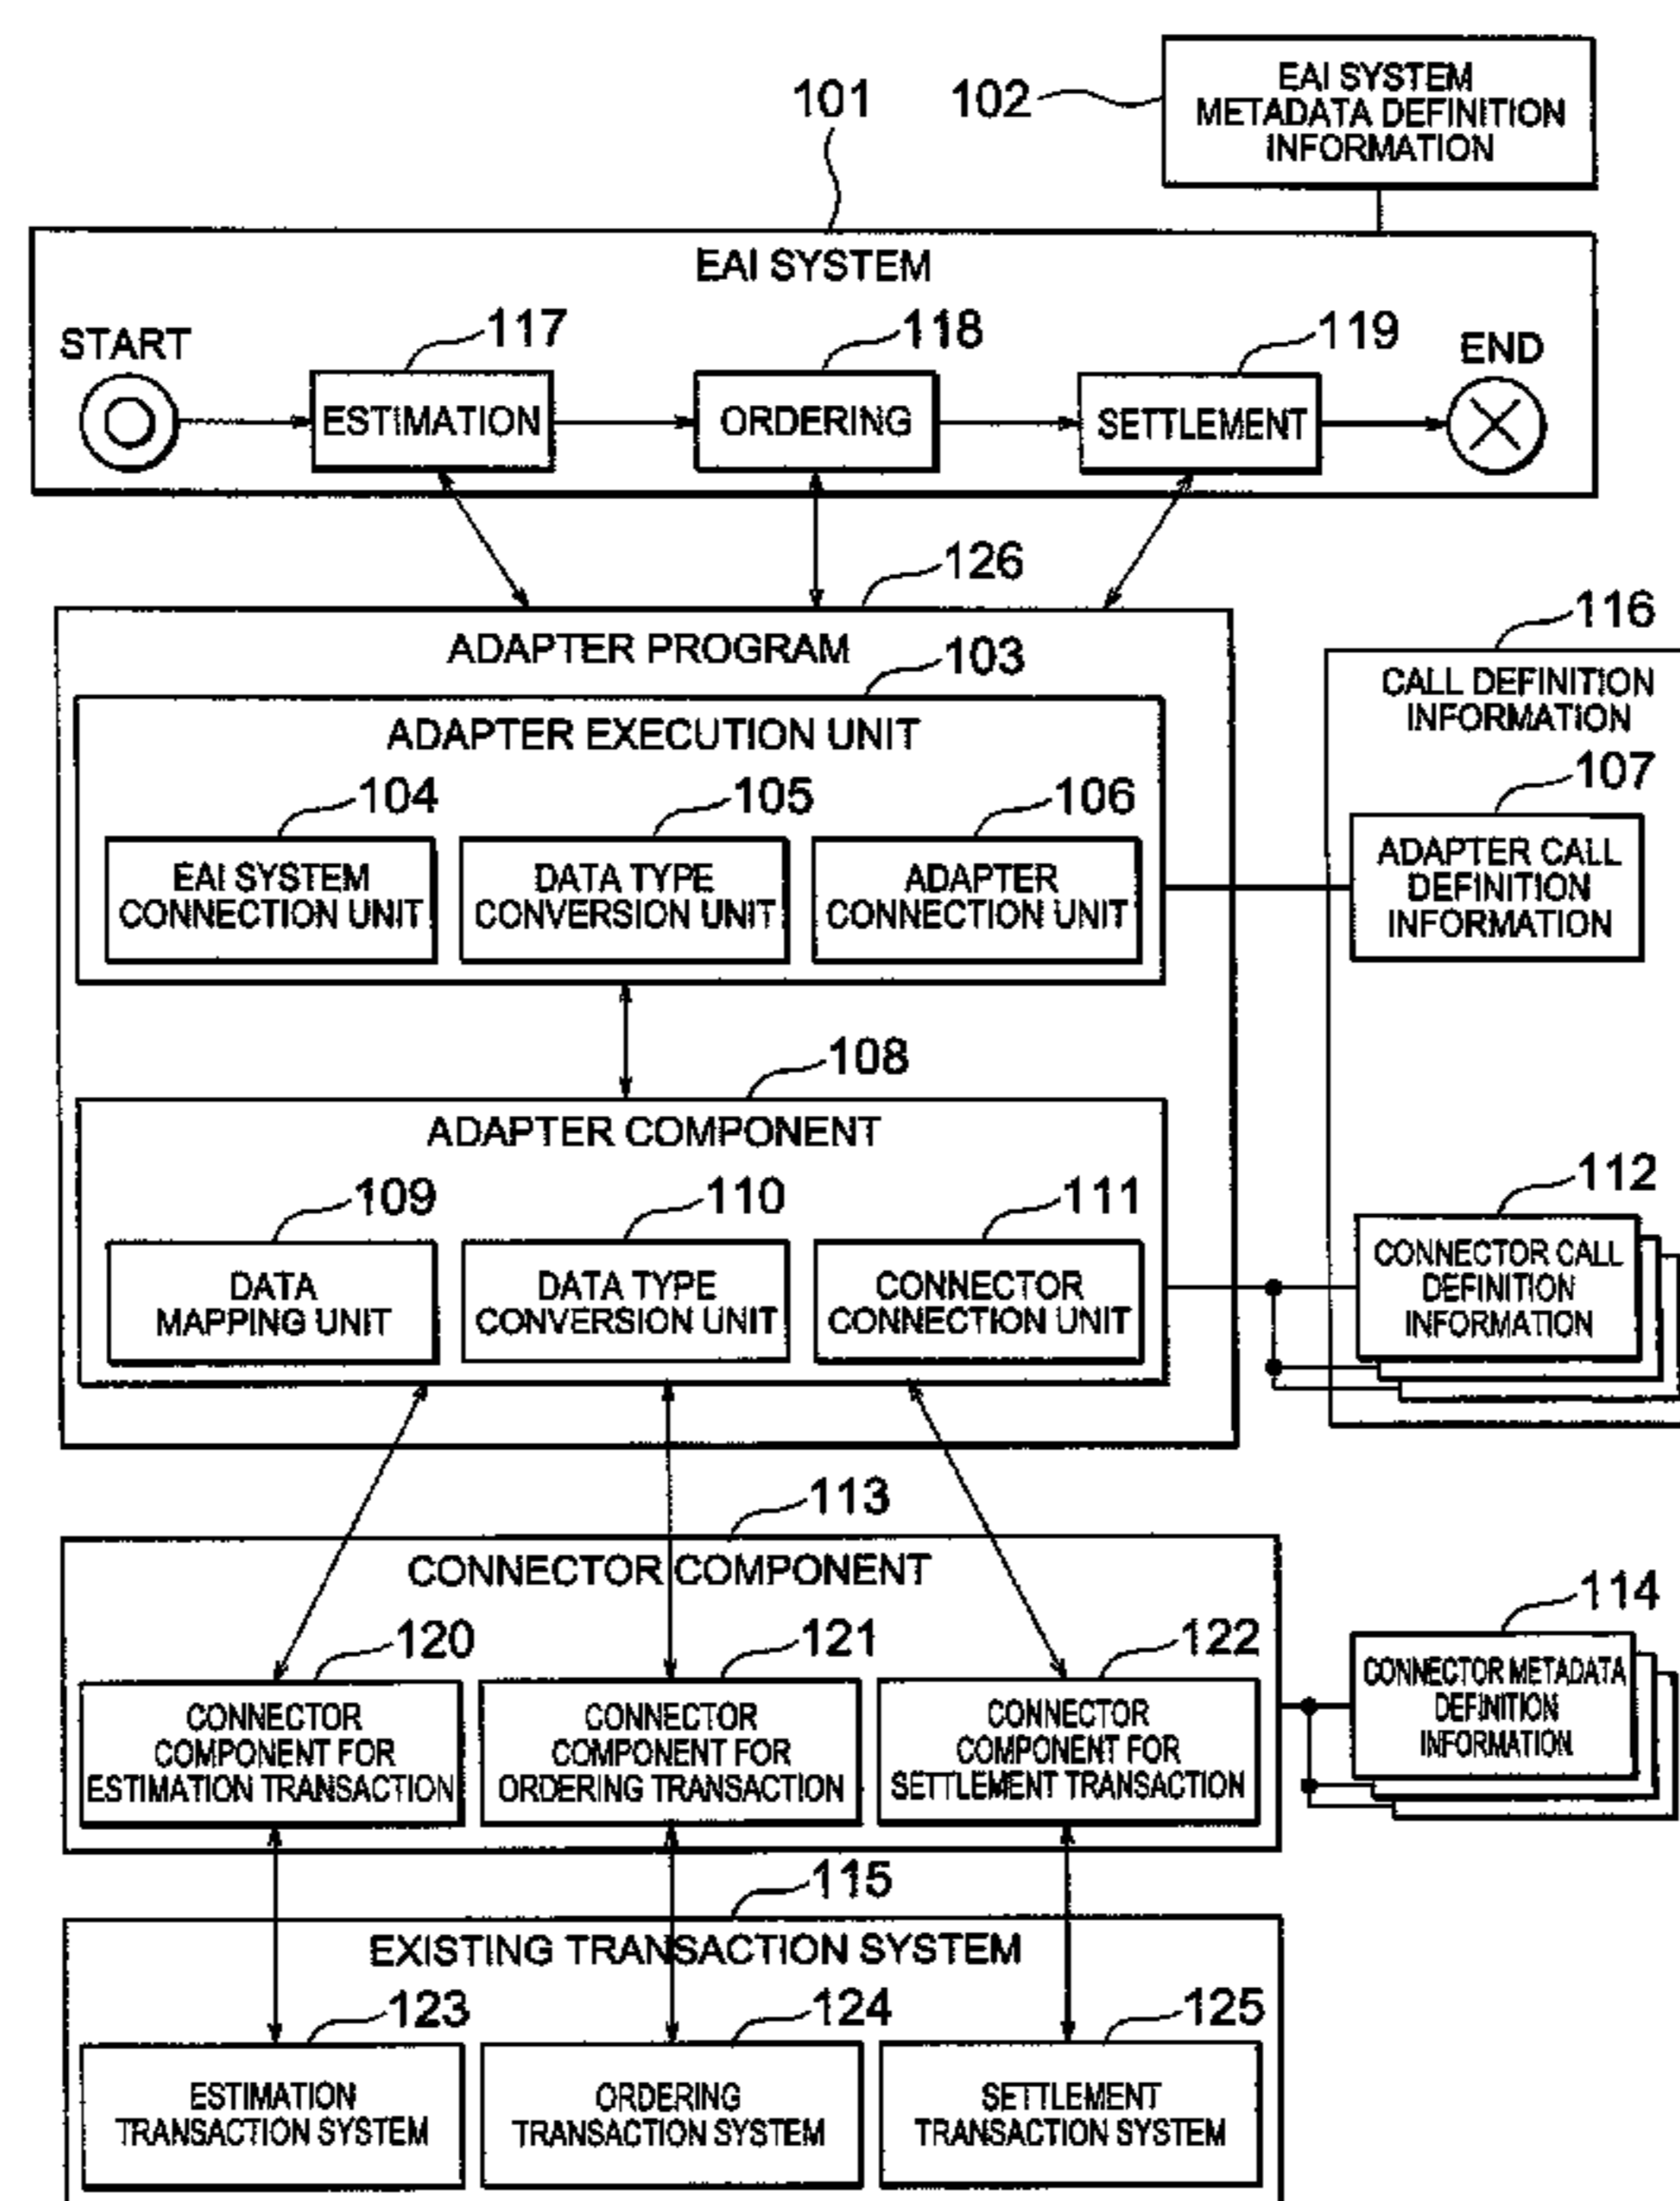 101
102
EAI SYSTEM
METADATA DEFINITION
INFORMATION
EAI SYSTEM
START
117
118
119
END
ESTIMATION
ORDERING
SETTLEMENT
126
ADAPTER PROGRAM
103
116
CALL DEFINITION
INFORMATION
ADAPTER EXECUTION UNIT
104
105
106
107
EAI SYSTEM
CONNECTION UNIT
DATA TYPE
CONVERSION UNIT
ADAPTER
CONNECTION UNIT
ADAPTER CALL
DEFINITION
INFORMATION
108
ADAPTER COMPONENT
109
110
111
112
DATA
MAPPING UNIT
DATA TYPE
CONVERSION UNIT
CONNECTOR
CONNECTION UNIT
CONNECTOR CALL
DEFINITION
INFORMATION
113
CONNECTOR COMPONENT
120
121
122
114
CONNECTOR
COMPONENT FOR
ESTIMATION TRANSACTION
CONNECTOR
COMPONENT FOR
ORDERING TRANSACTION
CONNECTOR
COMPONENT FOR
SETTLEMENT TRANSACTION
CONNECTOR METADATA
DEFINITION
INFORMATION
115
EXISTING TRANSACTION SYSTEM
123
124
125
ESTIMATION
TRANSACTION SYSTEM
ORDERING
TRANSACTION SYSTEM
SETTLEMENT
TRANSACTION SYSTEM